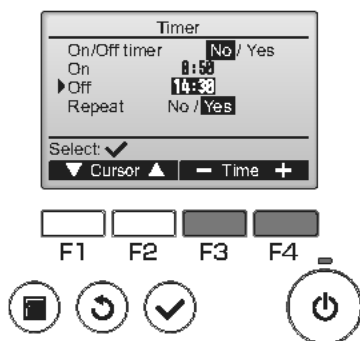 Timer
On/Off timer No / Yes
On 8:50
Off 14:30
Repeat No / Yes
Select: ✓
▼ Cursor ▲ − Time +
F1 F2 F3 F4